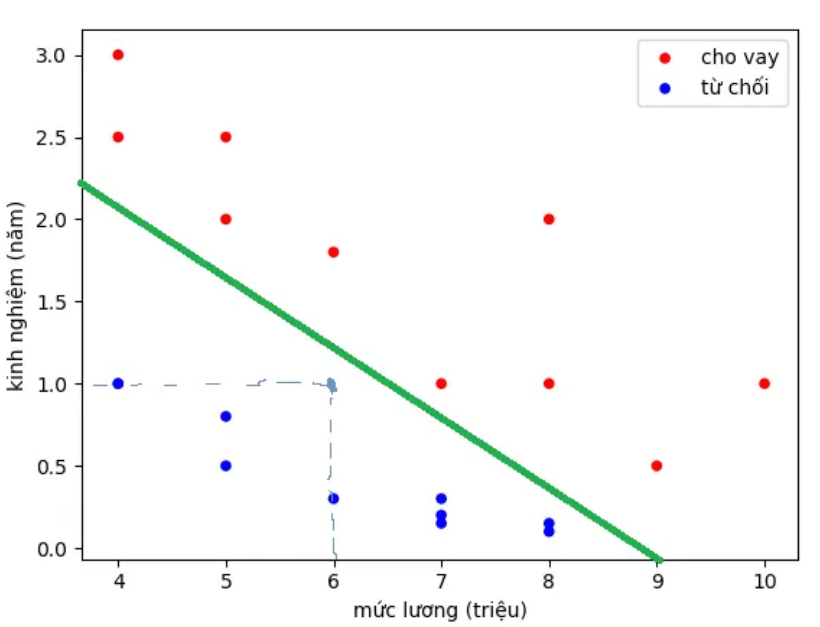 3.0
2.5
2.0
1.5
1.0
0.5
0.0
kinh nghiệm (năm)
cho vay
từ chối
4 5 6 7 8 9 10
mức lương (triệu)